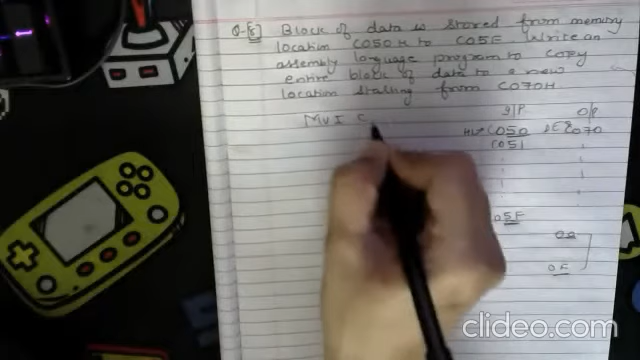 Q-[5] Block of data is stored from memory
location C050H to C05E Write an
assembly language program to copy
entire block of data to a new
location starting from C070H.
I/P O/P
MVI C HL C050 DE C070
C051
05F
00
0F
clideo.com